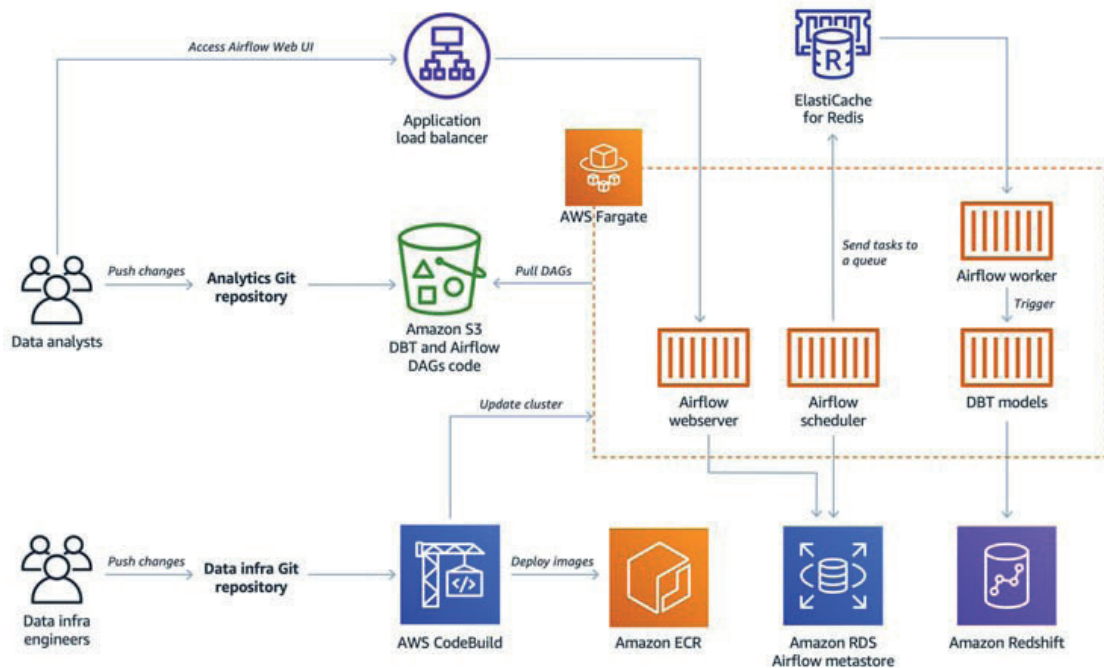 Access Airflow Web UI
Application
load balancer
R
ElastiCache
for Redis
AWS Fargate
Send tasks to
a queue
Airflow worker
Trigger
Push changes
Analytics Git
repository
Pull DAGs
Data analysts
Amazon S3
DBT and Airflow
DAGs code
Update cluster
Airflow
webserver
Airflow
scheduler
DBT models
Push changes
Data infra Git
repository
</>
Deploy images
Data infra
engineers
AWS CodeBuild
Amazon ECR
Amazon RDS
Airflow metastore
Amazon Redshift